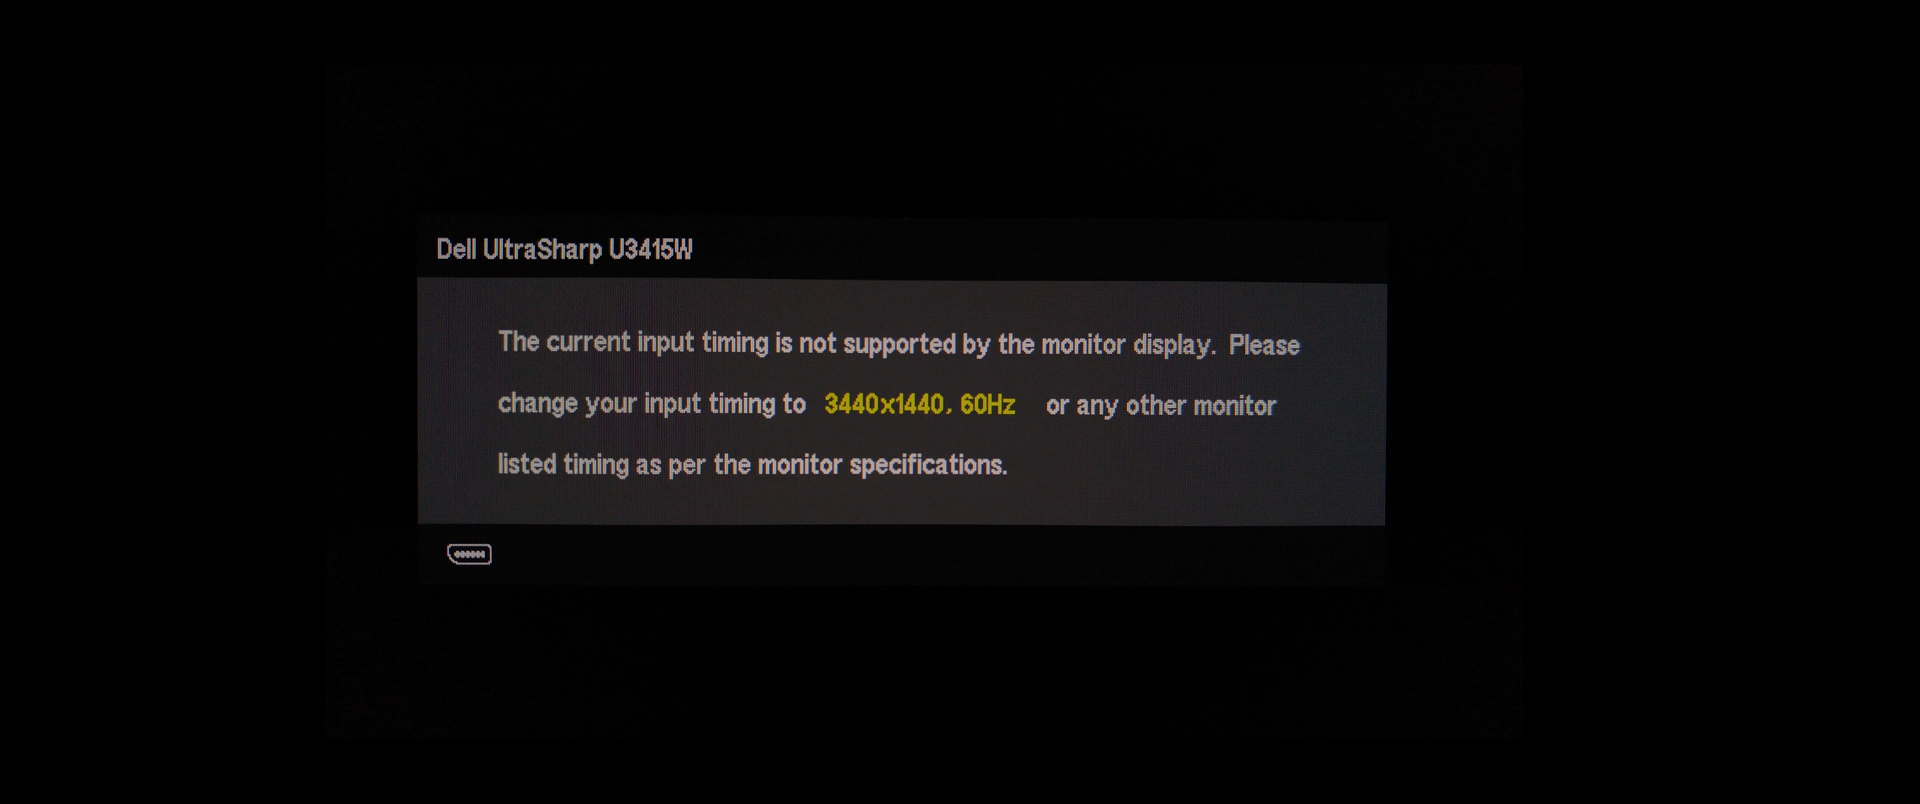 Dell UltraSharp U3415W
The current input timing is not supported by the monitor display. Please
change your input timing to 3440x1440, 60Hz or any other monitor
listed timing as per the monitor specifications.